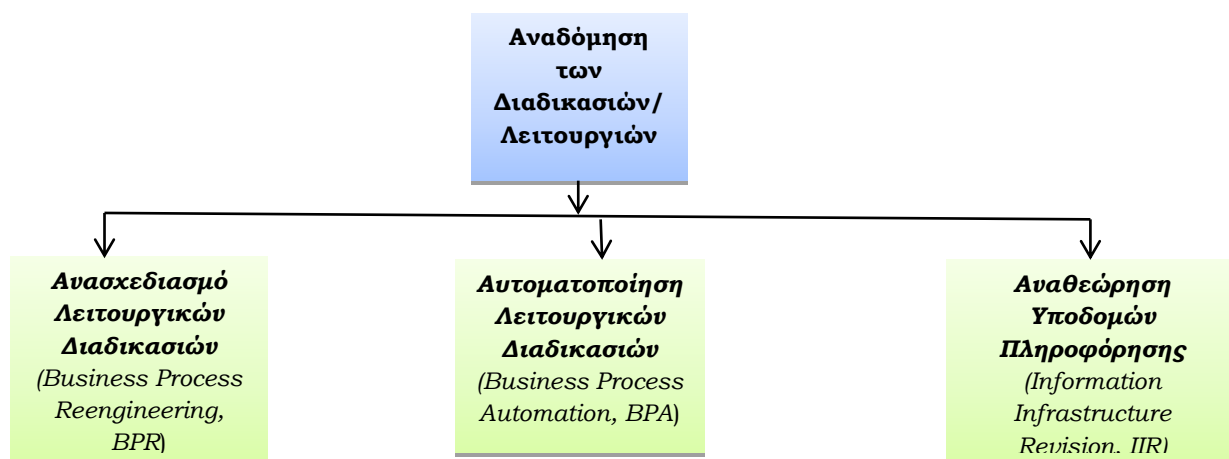 Αναδόμηση
των
Διαδικασιών/
Λειτουργιών
Ανασχεδιασμό
Λειτουργικών
Διαδικασιών
(Business Process
Reengineering,
BPR)
Αυτοματοποίηση
Λειτουργικών
Διαδικασιών
(Business Process
Automation, BPA)
Αναθεώρηση
Υποδομών
Πληροφόρησης
(Information
Infrastructure
Revision, IIR)